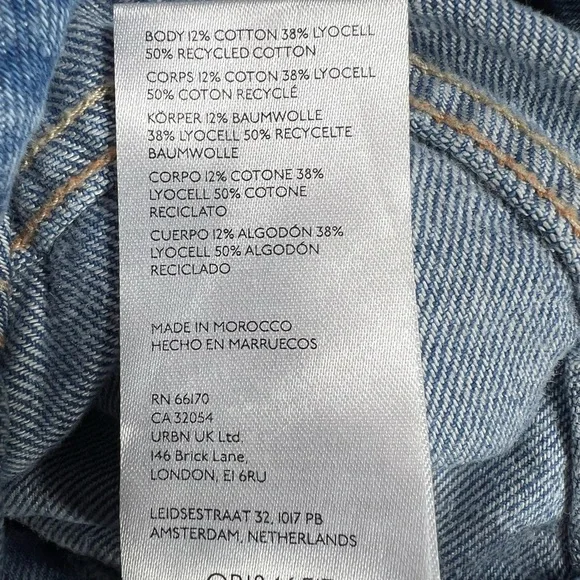 BODY 12% COTTON 38% LYOCELL
50% RECYCLED COTTON
CORPS 12% COTON 38% LYOCELL
50% COTON RECYCLÉ
KÖRPER 12% BAUMWOLLE
38% LYOCELL 50% RECYCELTE
BAUMWOLLE
CORPO 12% COTONE 38%
LYOCELL 50% COTONE
RECICLATO
CUERPO 12% ALGODÓN 38%
LYOCELL 50% ALGODÓN
RECICLADO
MADE IN MOROCCO
HECHO EN MARRUECOS
RN 66170
CA 32054
URBN UK Ltd.
146 Brick Lane,
LONDON, E1 6RU
LEIDSESTRAAT 32, 1017 PB
AMSTERDAM, NETHERLANDS